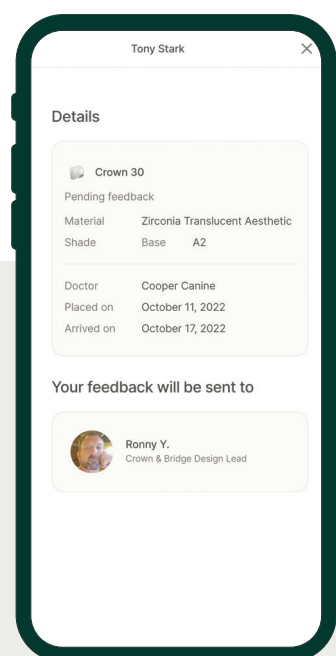 Tony Stark
Details
Crown 30
Pending feedback
Material Zirconia Translucent Aesthetic
Shade Base A2
Doctor Cooper Canine
Placed on October 11, 2022
Arrived on October 17, 2022
Your feedback will be sent to
Ronny Y.
Crown & Bridge Design Lead